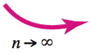 n → ∞